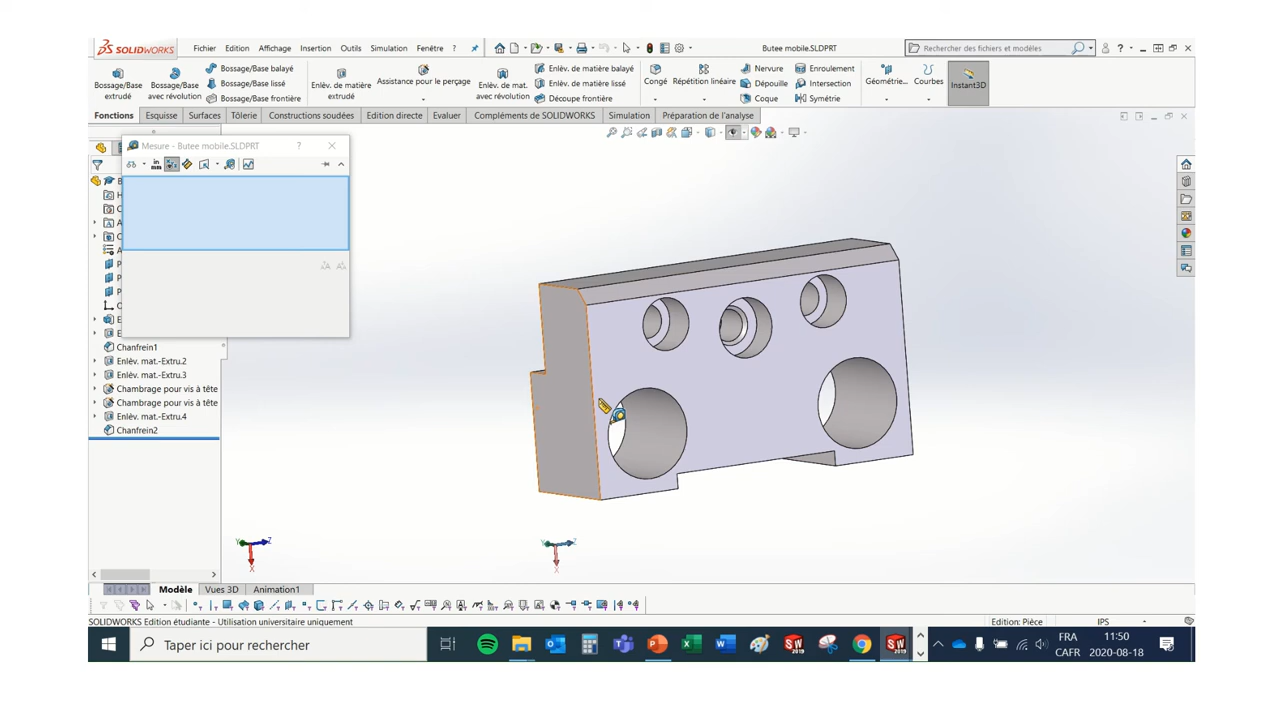 SOLIDWORKS Fichier Edition Affichage Insertion Outils Simulation Fenêtre ? Butee mobile.SLDPRT Rechercher des fichiers et modèles ?
Bossage/Base extrudé
Bossage/Base avec révolution
Bossage/Base balayé
Bossage/Base lissé
Bossage/Base frontière
Enlèv. de matière extrudé
Assistance pour le perçage
Enlèv. de mat. avec révolution
Enlèv. de matière balayé
Enlèv. de matière lissé
Découpe frontière
Congé
Répétition linéaire
Nervure
Dépouille
Coque
Enroulement
Intersection
Symétrie
Géométrie...
Courbes
Instant3D
Fonctions Esquisse Surfaces Tôlerie Constructions soudées Edition directe Evaluer Compléments de SOLIDWORKS Simulation Préparation de l'analyse
Mesure - Butee mobile.SLDPRT ?
in
mm
Chanfrein1
Enlèv. mat.-Extru.2
Enlèv. mat.-Extru.3
Chambrage pour vis à tête
Chambrage pour vis à tête
Enlèv. mat.-Extru.4
Chanfrein2
Y Z
X
Y Z
X
Modèle Vues 3D Animation1
SOLIDWORKS Edition étudiante - Utilisation universitaire uniquement Edition: Pièce IPS
Taper ici pour rechercher
FRA
CAFR
11:50
2020-08-18